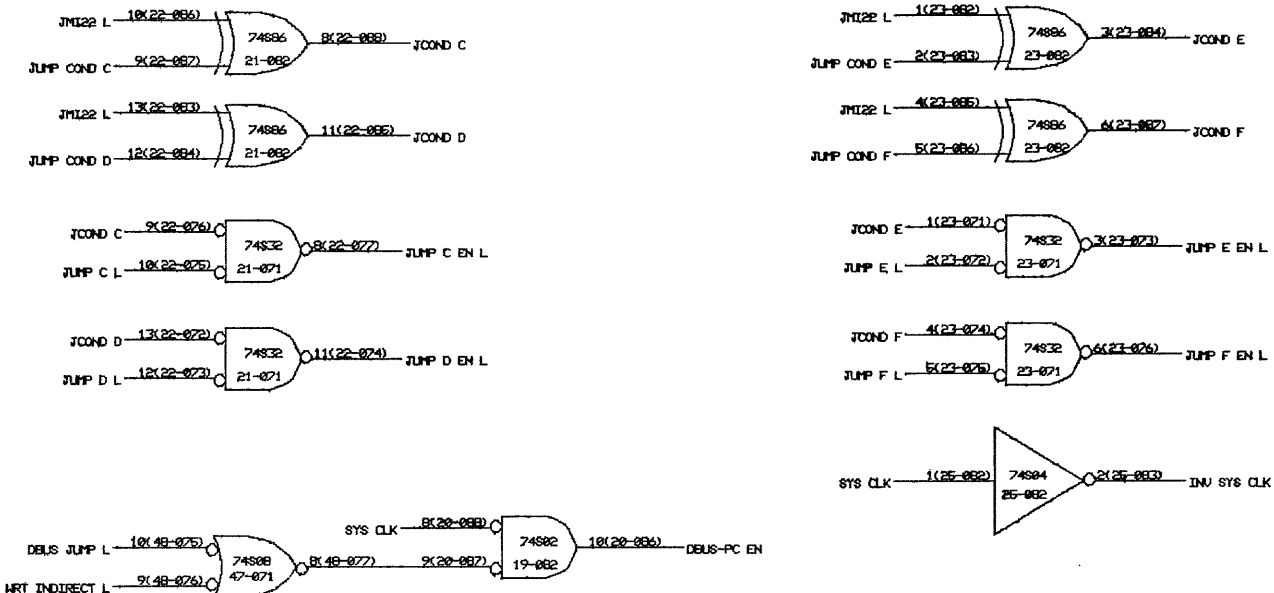 JMI22 L 10(22-086) 74S86 8(22-088) JCOND C
JUMP COND C 9(22-087) 21-082
JMI22 L 13(22-083) 74S86 11(22-085) JCOND D
JUMP COND D 12(22-084) 21-082
JCOND C 9(22-076) 74S32 8(22-077) JUMP C EN L
JUMP C L 10(22-075) 21-071
JCOND D 13(22-072) 74S32 11(22-074) JUMP D EN L
JUMP D L 12(22-073) 21-071
SYS CLK 8(20-088) 74S02 10(20-086) DBUS-PC EN
DBUS JUMP L 10(48-075) 74S08 8(48-077) 9(20-087) 19-082
WRT INDIRECT L 9(48-076) 47-071
JMI22 L 1(23-082) 74S86 3(23-084) JCOND E
JUMP COND E 2(23-083) 23-082
JMI22 L 4(23-085) 74S86 6(23-087) JCOND F
JUMP COND F 5(23-086) 23-082
JCOND E 1(23-071) 74S32 3(23-073) JUMP E EN L
JUMP E L 2(23-072) 23-071
JCOND F 4(23-074) 74S32 6(23-076) JUMP F EN L
JUMP F L 5(23-075) 23-071
SYS CLK 1(25-082) 74S04 2(25-083) INV SYS CLK
25-082